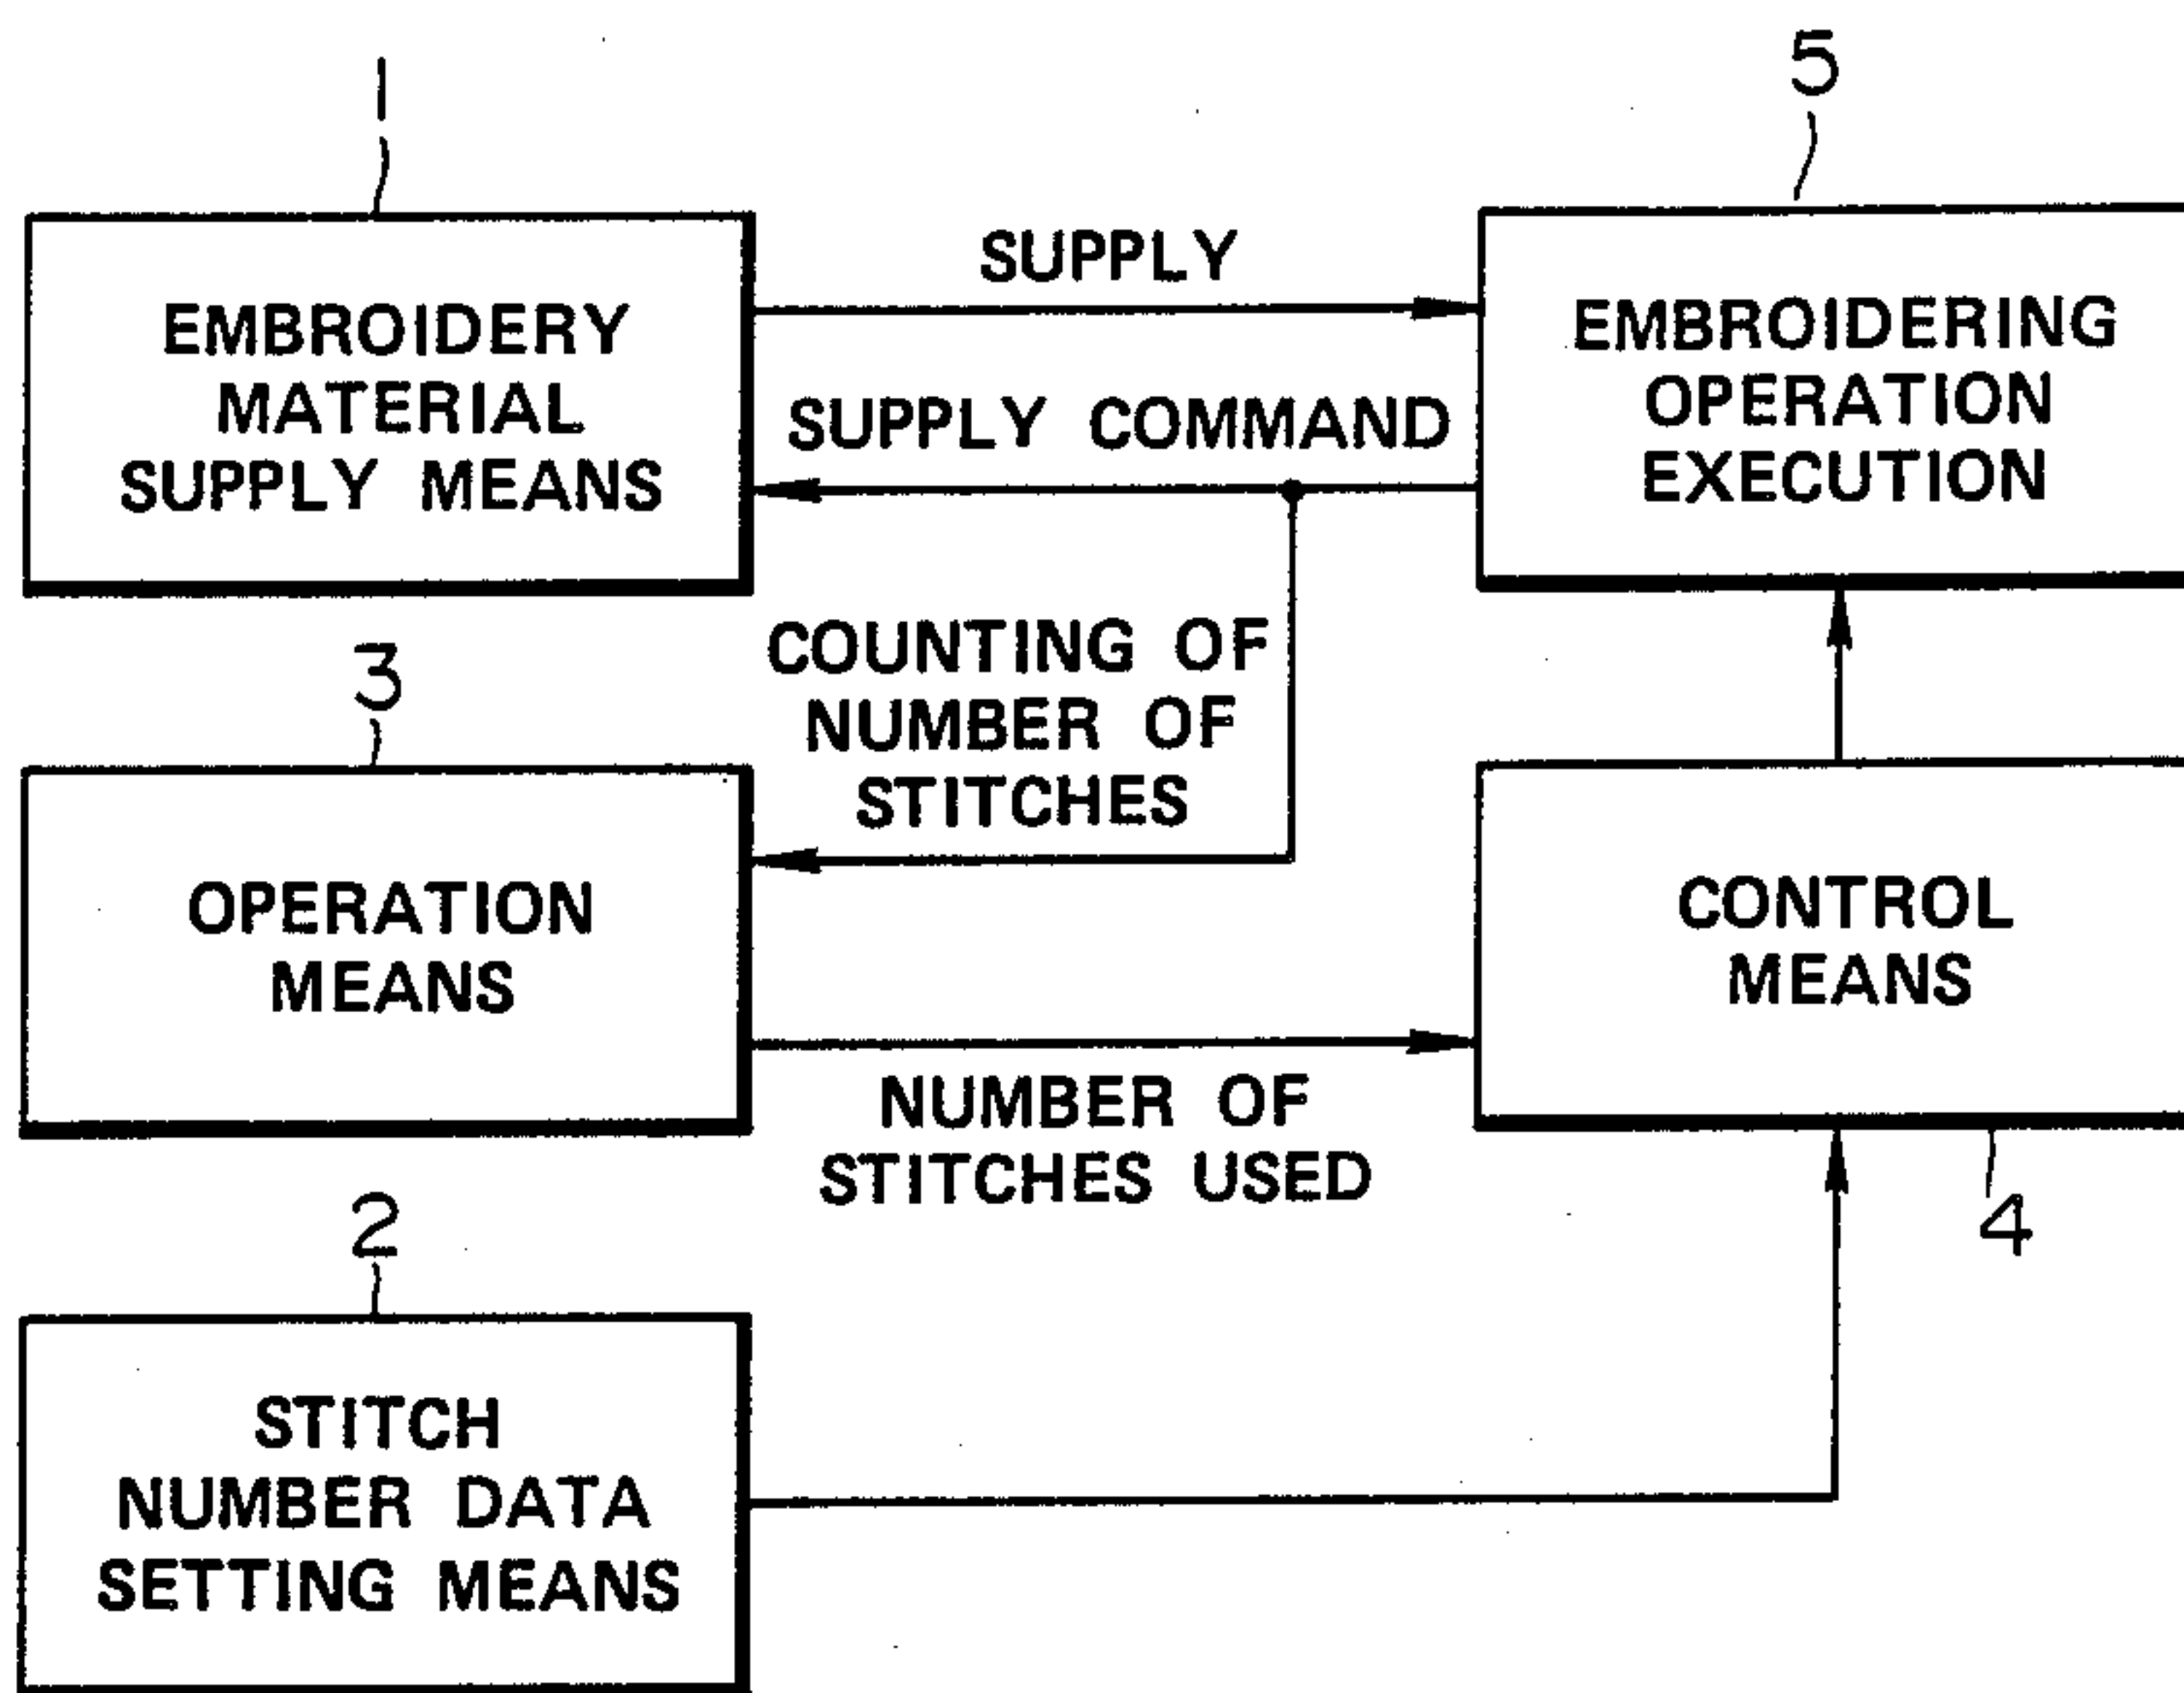 1
5
EMBROIDERY
MATERIAL
SUPPLY MEANS
SUPPLY
SUPPLY COMMAND
EMBROIDERING
OPERATION
EXECUTION
COUNTING OF
NUMBER OF
STITCHES
3
OPERATION
MEANS
CONTROL
MEANS
NUMBER OF
STITCHES USED
4
2
STITCH
NUMBER DATA
SETTING MEANS